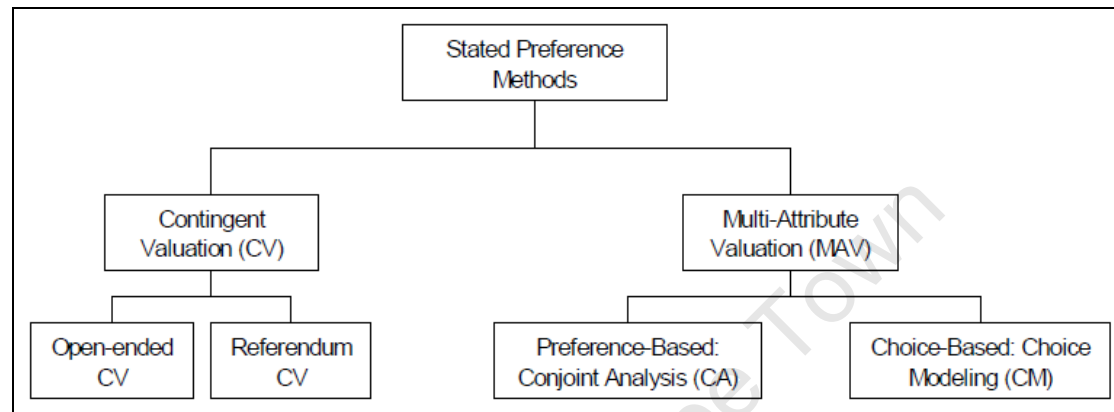 Stated Preference
Methods
Contingent
Valuation (CV)
Multi-Attribute
Valuation (MAV)
Open-ended
CV
Referendum
CV
Preference-Based:
Conjoint Analysis (CA)
Choice-Based: Choice
Modeling (CM)
Town